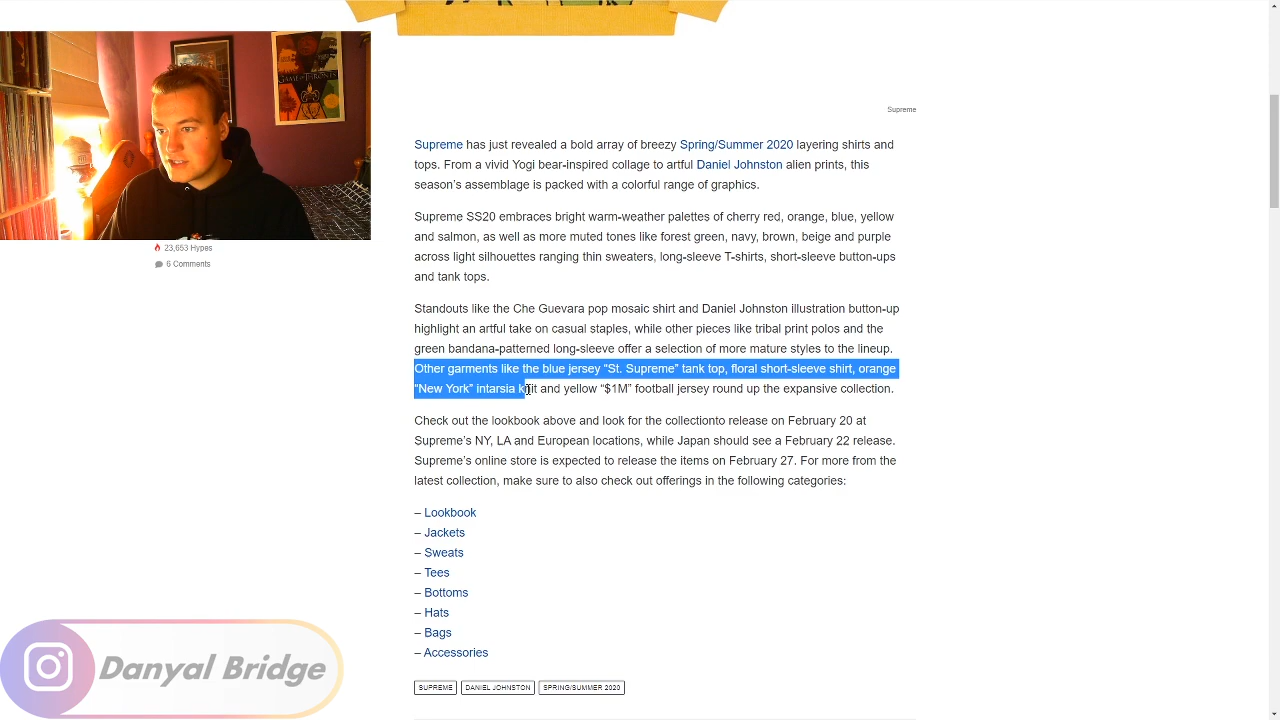 GAME OF THRONES
Supreme
Supreme has just revealed a bold array of breezy Spring/Summer 2020 layering shirts and
tops. From a vivid Yogi bear-inspired collage to artful Daniel Johnston alien prints, this
season’s assemblage is packed with a colorful range of graphics.
Supreme SS20 embraces bright warm-weather palettes of cherry red, orange, blue, yellow
and salmon, as well as more muted tones like forest green, navy, brown, beige and purple
across light silhouettes ranging thin sweaters, long-sleeve T-shirts, short-sleeve button-ups
and tank tops.
23,653 Hypes
6 Comments
Standouts like the Che Guevara pop mosaic shirt and Daniel Johnston illustration button-up
highlight an artful take on casual staples, while other pieces like tribal print polos and the
green bandana-patterned long-sleeve offer a selection of more mature styles to the lineup.
Other garments like the blue jersey “St. Supreme” tank top, floral short-sleeve shirt, orange
“New York” intarsia knit and yellow “$1M” football jersey round up the expansive collection.
Check out the lookbook above and look for the collectionto release on February 20 at
Supreme’s NY, LA and European locations, while Japan should see a February 22 release.
Supreme’s online store is expected to release the items on February 27. For more from the
latest collection, make sure to also check out offerings in the following categories:
– Lookbook
– Jackets
– Sweats
– Tees
– Bottoms
– Hats
– Bags
– Accessories
SUPREME DANIEL JOHNSTON SPRING/SUMMER 2020
Danyal Bridge